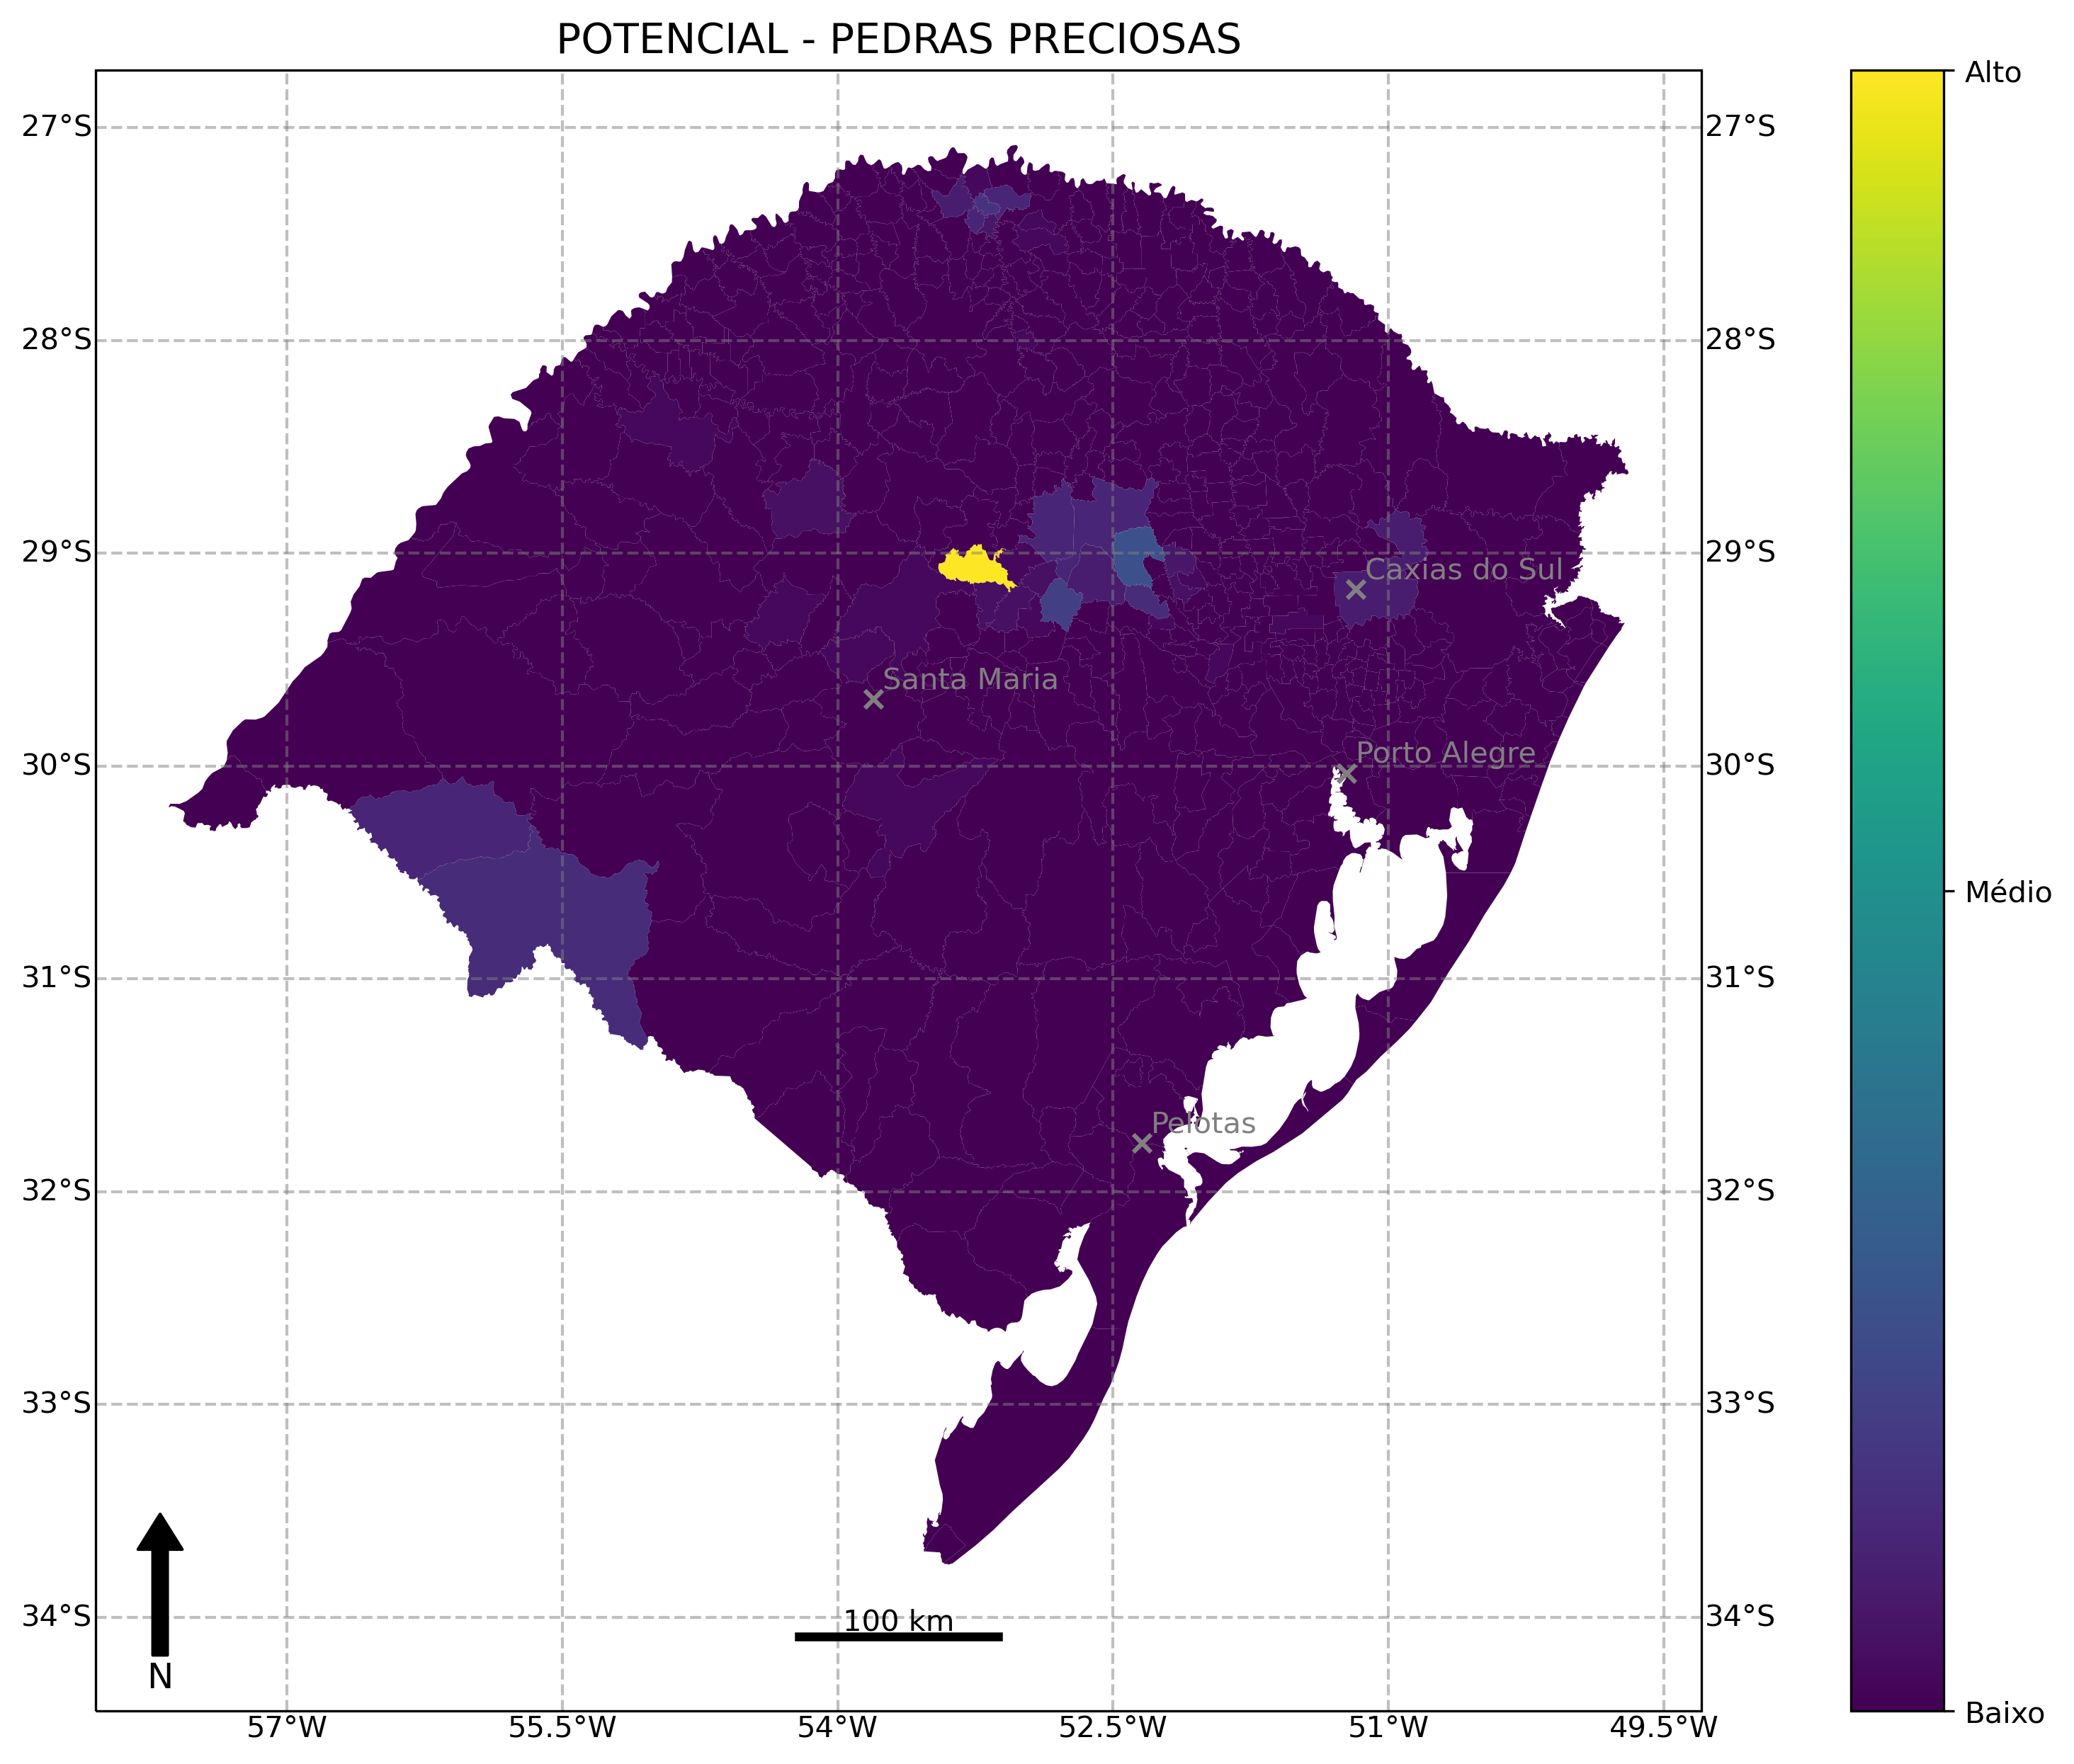 POTENCIAL - PEDRAS PRECIOSAS
Alto
27°S 27°S
28°S 28°S
29°S 29°S
Caxias do Sul
Santa Maria
Porto Alegre
30°S 30°S
Médio
31°S 31°S
Pelotas
32°S 32°S
33°S 33°S
34°S 34°S
100 km
N
Baixo
57°W 55.5°W 54°W 52.5°W 51°W 49.5°W